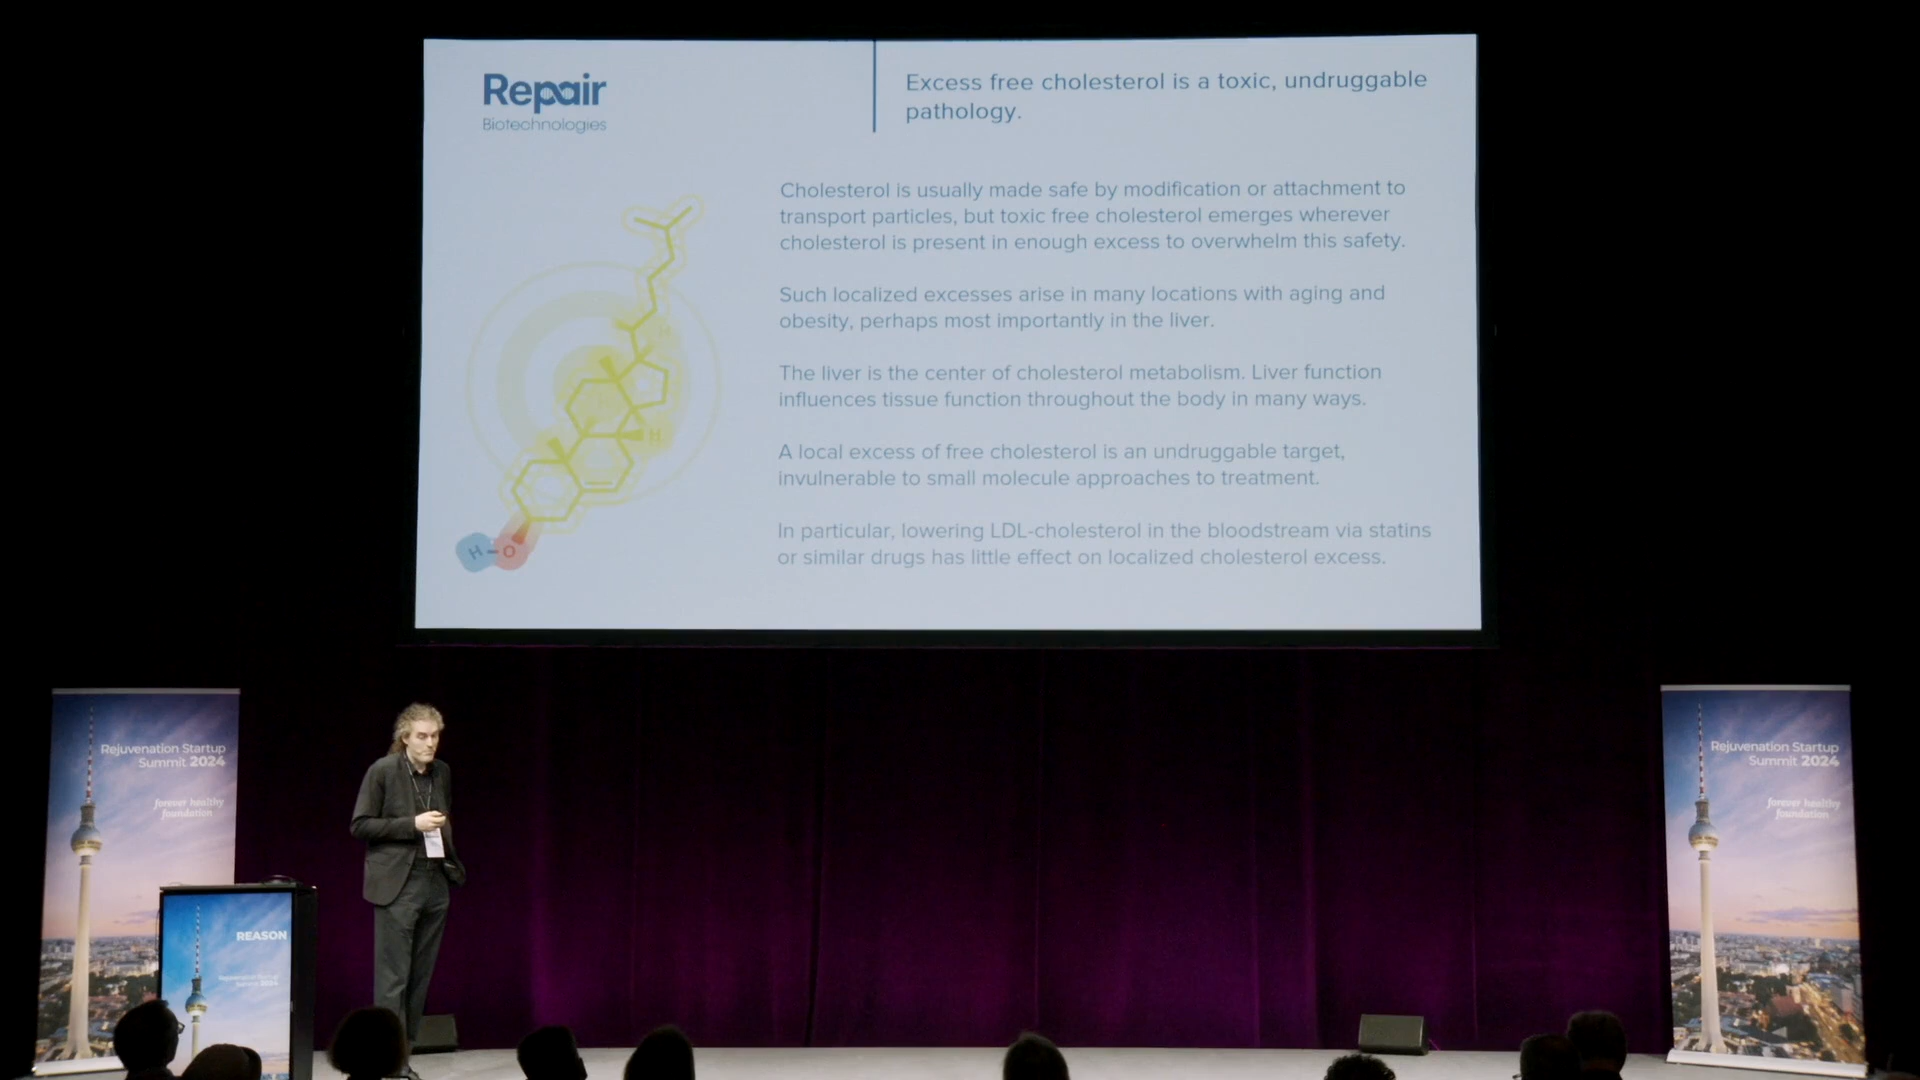 Repair
Biotechnologies
Excess free cholesterol is a toxic, undruggable
pathology.
Cholesterol is usually made safe by modification or attachment to
transport particles, but toxic free cholesterol emerges wherever
cholesterol is present in enough excess to overwhelm this safety.
Such localized excesses arise in many locations with aging and
obesity, perhaps most importantly in the liver.
The liver is the center of cholesterol metabolism. Liver function
influences tissue function throughout the body in many ways.
A local excess of free cholesterol is an undruggable target,
invulnerable to small molecule approaches to treatment.
In particular, lowering LDL-cholesterol in the bloodstream via statins
or similar drugs has little effect on localized cholesterol excess.
H
H
H-O
Rejuvenation Startup
Summit 2024
forever healthy
foundation
REASON
Rejuvenation Startup
Summit 2024
Rejuvenation Startup
Summit 2024
forever healthy
foundation